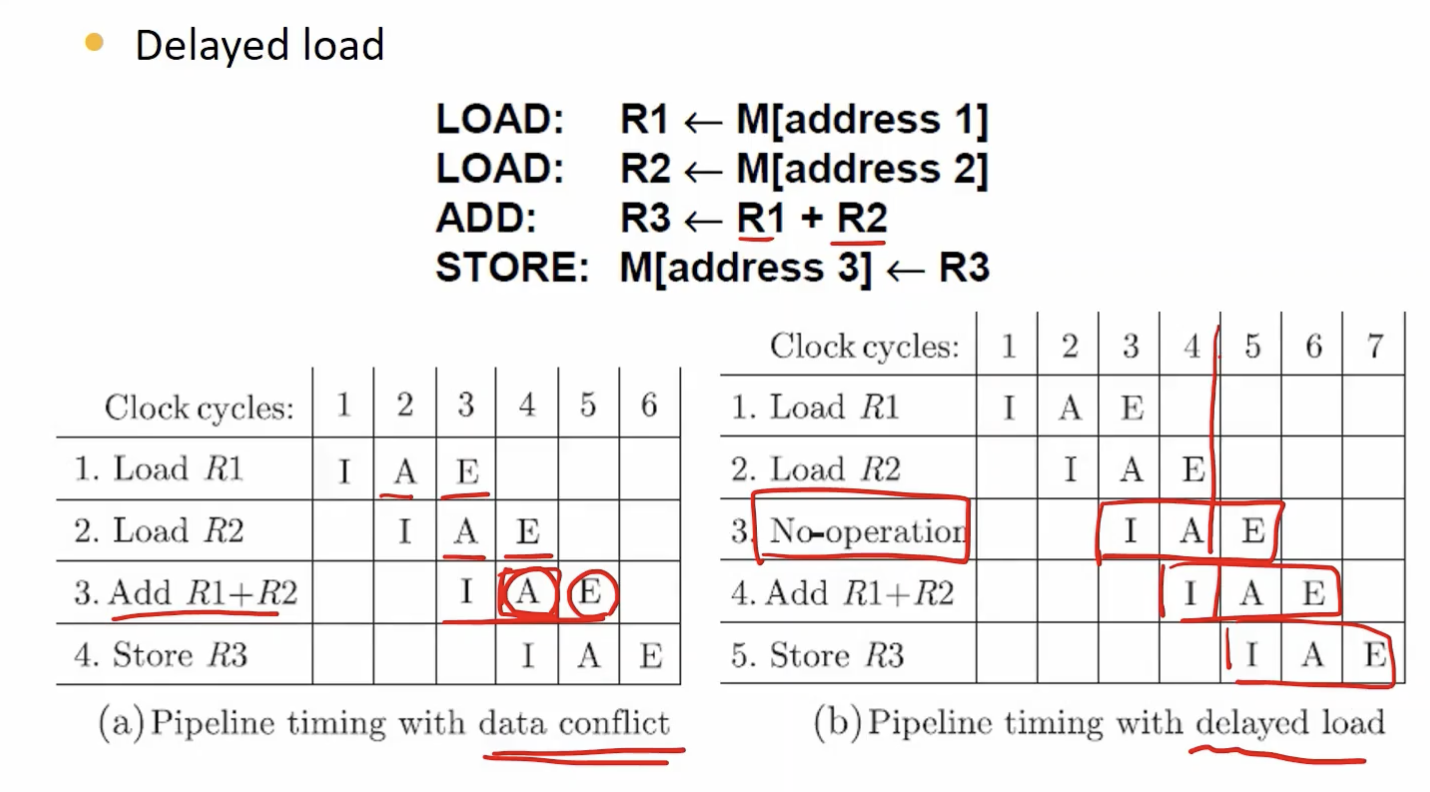 Delayed load
LOAD: R1 ← M[address 1]
LOAD: R2 ← M[address 2]
ADD: R3 ← R1 + R2
STORE: M[address 3] ← R3
Clock cycles: 1 2 3 4 5 6
1. Load R1 I A E
2. Load R2 I A E
3. Add R1+R2 I A E
4. Store R3 I A E
(a) Pipeline timing with data conflict
Clock cycles: 1 2 3 4 5 6 7
1. Load R1 I A E
2. Load R2 I A E
3. No-operation I A E
4. Add R1+R2 I A E
5. Store R3 I A E
(b) Pipeline timing with delayed load